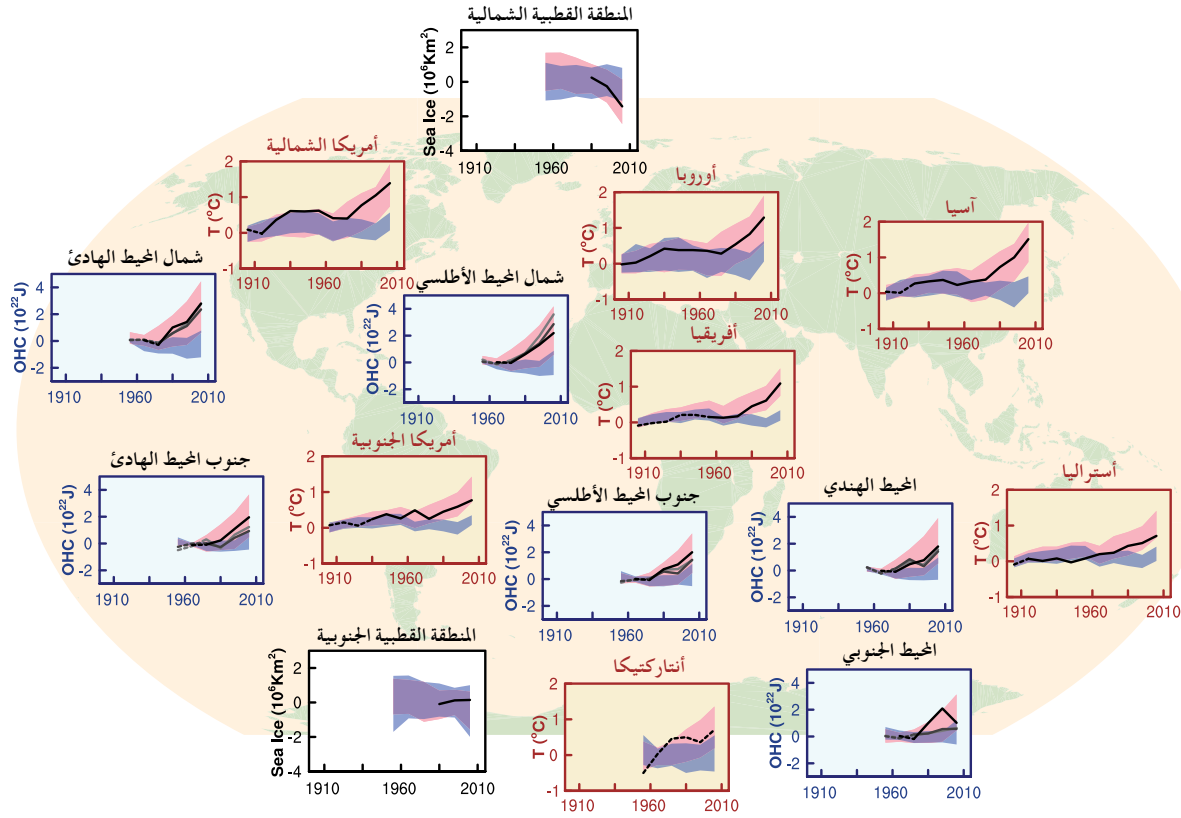 المنطقة القطبية الشمالية
Sea Ice (10⁶Km²)
2
0
-2
-4
1910 1960 2010
أمريكا الشمالية
T (°C)
2
1
0
-1
1910 1960 2010
أوروبا
T (°C)
2
1
0
-1
1910 1960 2010
آسيا
T (°C)
2
1
0
-1
1910 1960 2010
شمال المحيط الهادئ
OHC (10²²J)
4
2
0
-2
1910 1960 2010
شمال المحيط الأطلسي
OHC (10²²J)
4
2
0
-2
1910 1960 2010
أفريقيا
T (°C)
2
1
0
-1
1910 1960 2010
جنوب المحيط الهادئ
OHC (10²²J)
4
2
0
-2
1910 1960 2010
أمريكا الجنوبية
T (°C)
2
1
0
-1
1910 1960 2010
جنوب المحيط الأطلسي
OHC (10²²J)
4
2
0
-2
1910 1960 2010
المحيط الهندي
OHC (10²²J)
4
2
0
-2
1910 1960 2010
أستراليا
T (°C)
2
1
0
-1
1910 1960 2010
المنطقة القطبية الجنوبية
Sea Ice (10⁶Km²)
2
0
-2
-4
1910 1960 2010
أنتاركتيكا
T (°C)
2
1
0
-1
1910 1960 2010
المحيط الجنوبي
OHC (10²²J)
4
2
0
-2
1910 1960 2010